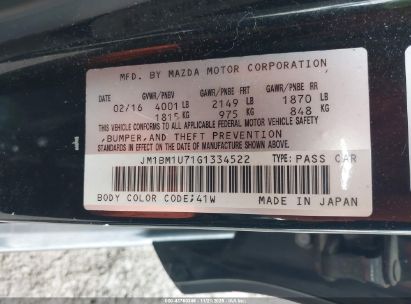 MFD. BY MAZDA MOTOR CORPORATION
DATE GVWR/PNBV GAWR/PNBE FRT GAWR/PNBE RR
02/16 4001 LB 2149 LB 1870 LB
1815 KG 975 KG 848 KG
THIS VEHICLE CONFORMS TO ALL APPLICABLE FEDERAL MOTOR VEHICLE SAFETY
,BUMPER,AND THEFT PREVENTION
STANDARDS IN EFFECT ON THE DATE OF MANUFACTURE SHOWN ABOVE.
JM1BM1U71G1334522 TYPE: PASS CAR
BODY COLOR CODE;41W MADE IN JAPAN